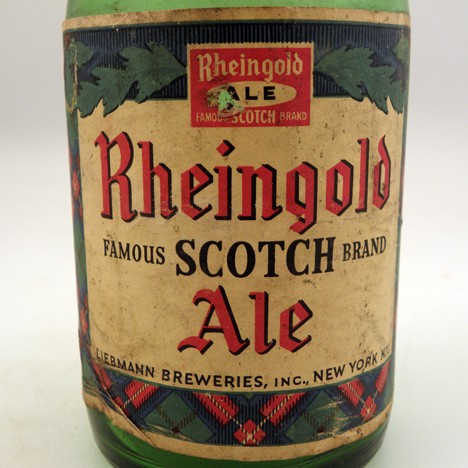 Rheingold
ALE
FAMOUS SCOTCH BRAND
Rheingold
FAMOUS SCOTCH BRAND
Ale
LIEBMANN BREWERIES, INC., NEW YORK N.Y.